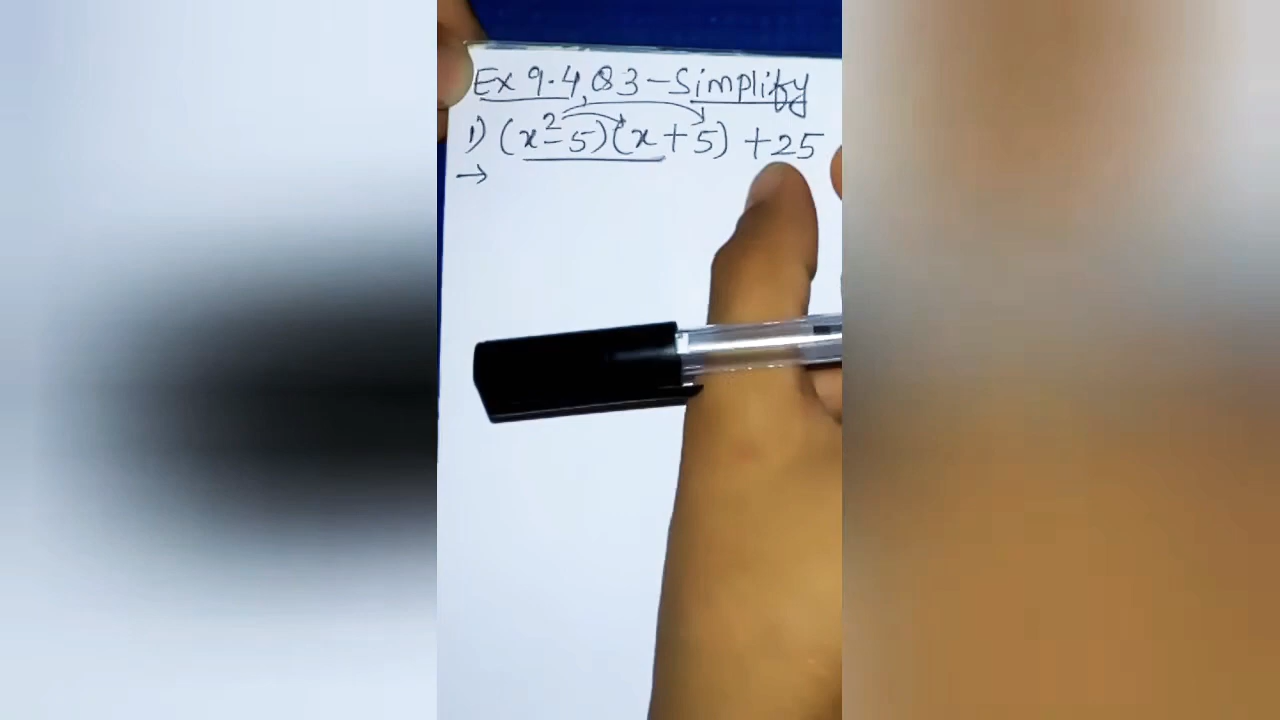 Ex 9.4, Q3 - Simplify
1) (x²-5)(x+5) +25
→